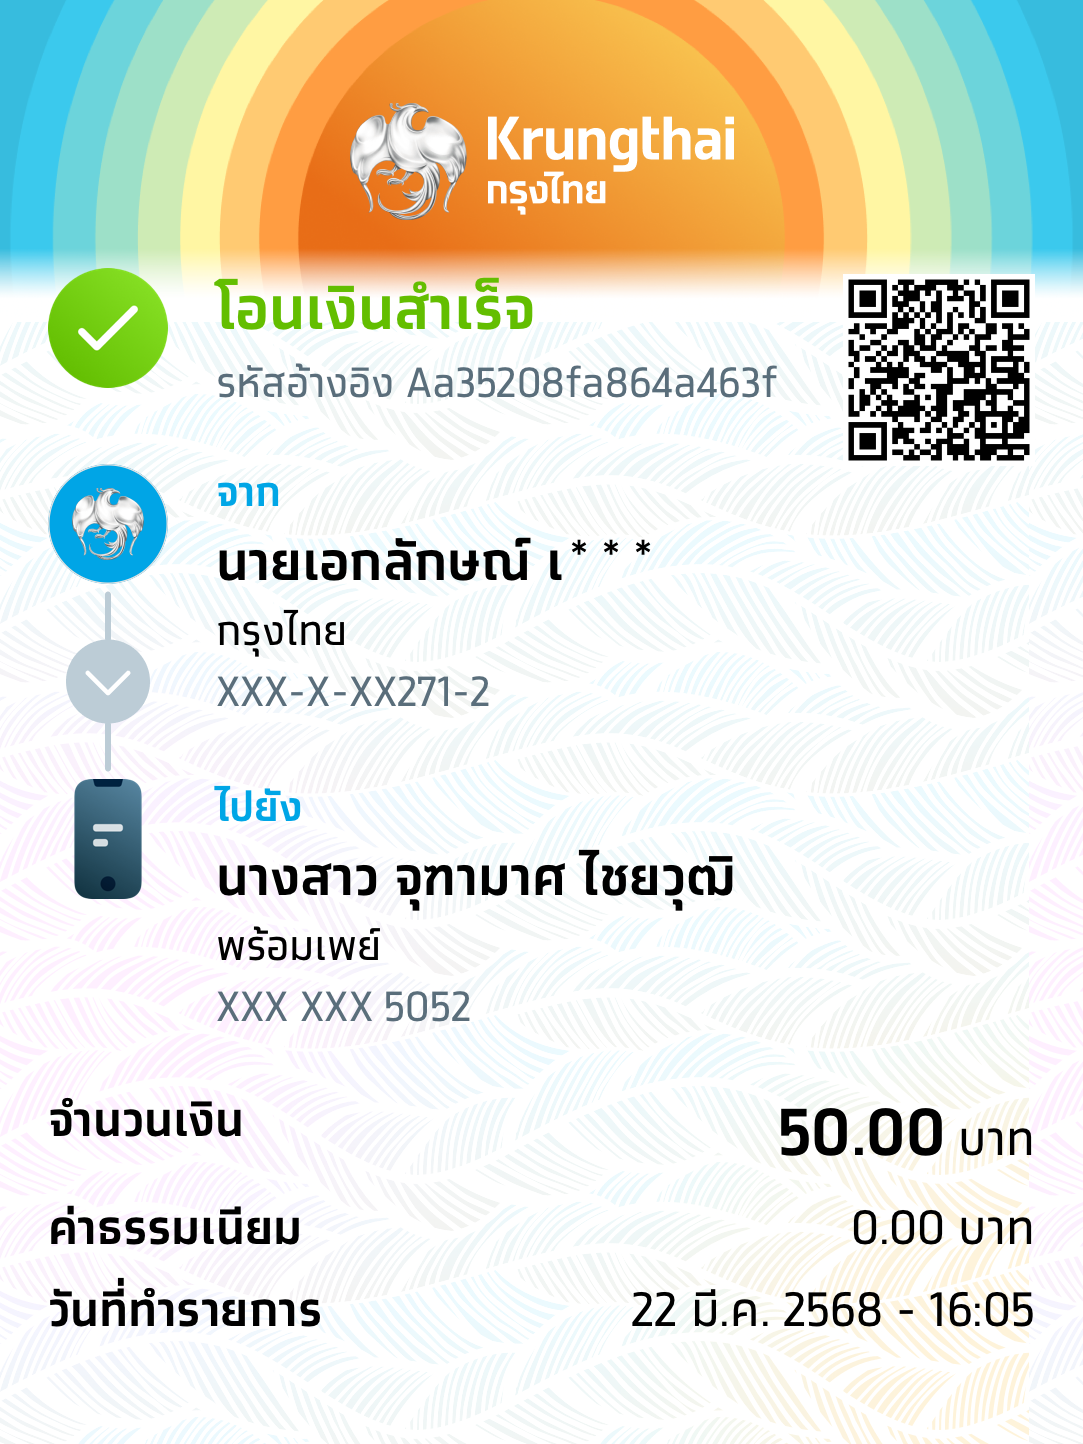 Krungthai
กรุงไทย
โอนเงินสำเร็จ
รหัสอ้างอิง Aa35208fa864a463f
จาก
นายเอกลักษณ์ เ***
กรุงไทย
XXX-X-XX271-2
ไปยัง
นางสาว จุฑามาศ ไชยวุฒิ
พร้อมเพย์
XXX XXX 5052
จำนวนเงิน 50.00 บาท
ค่าธรรมเนียม 0.00 บาท
วันที่ทำรายการ 22 มี.ค. 2568 - 16:05